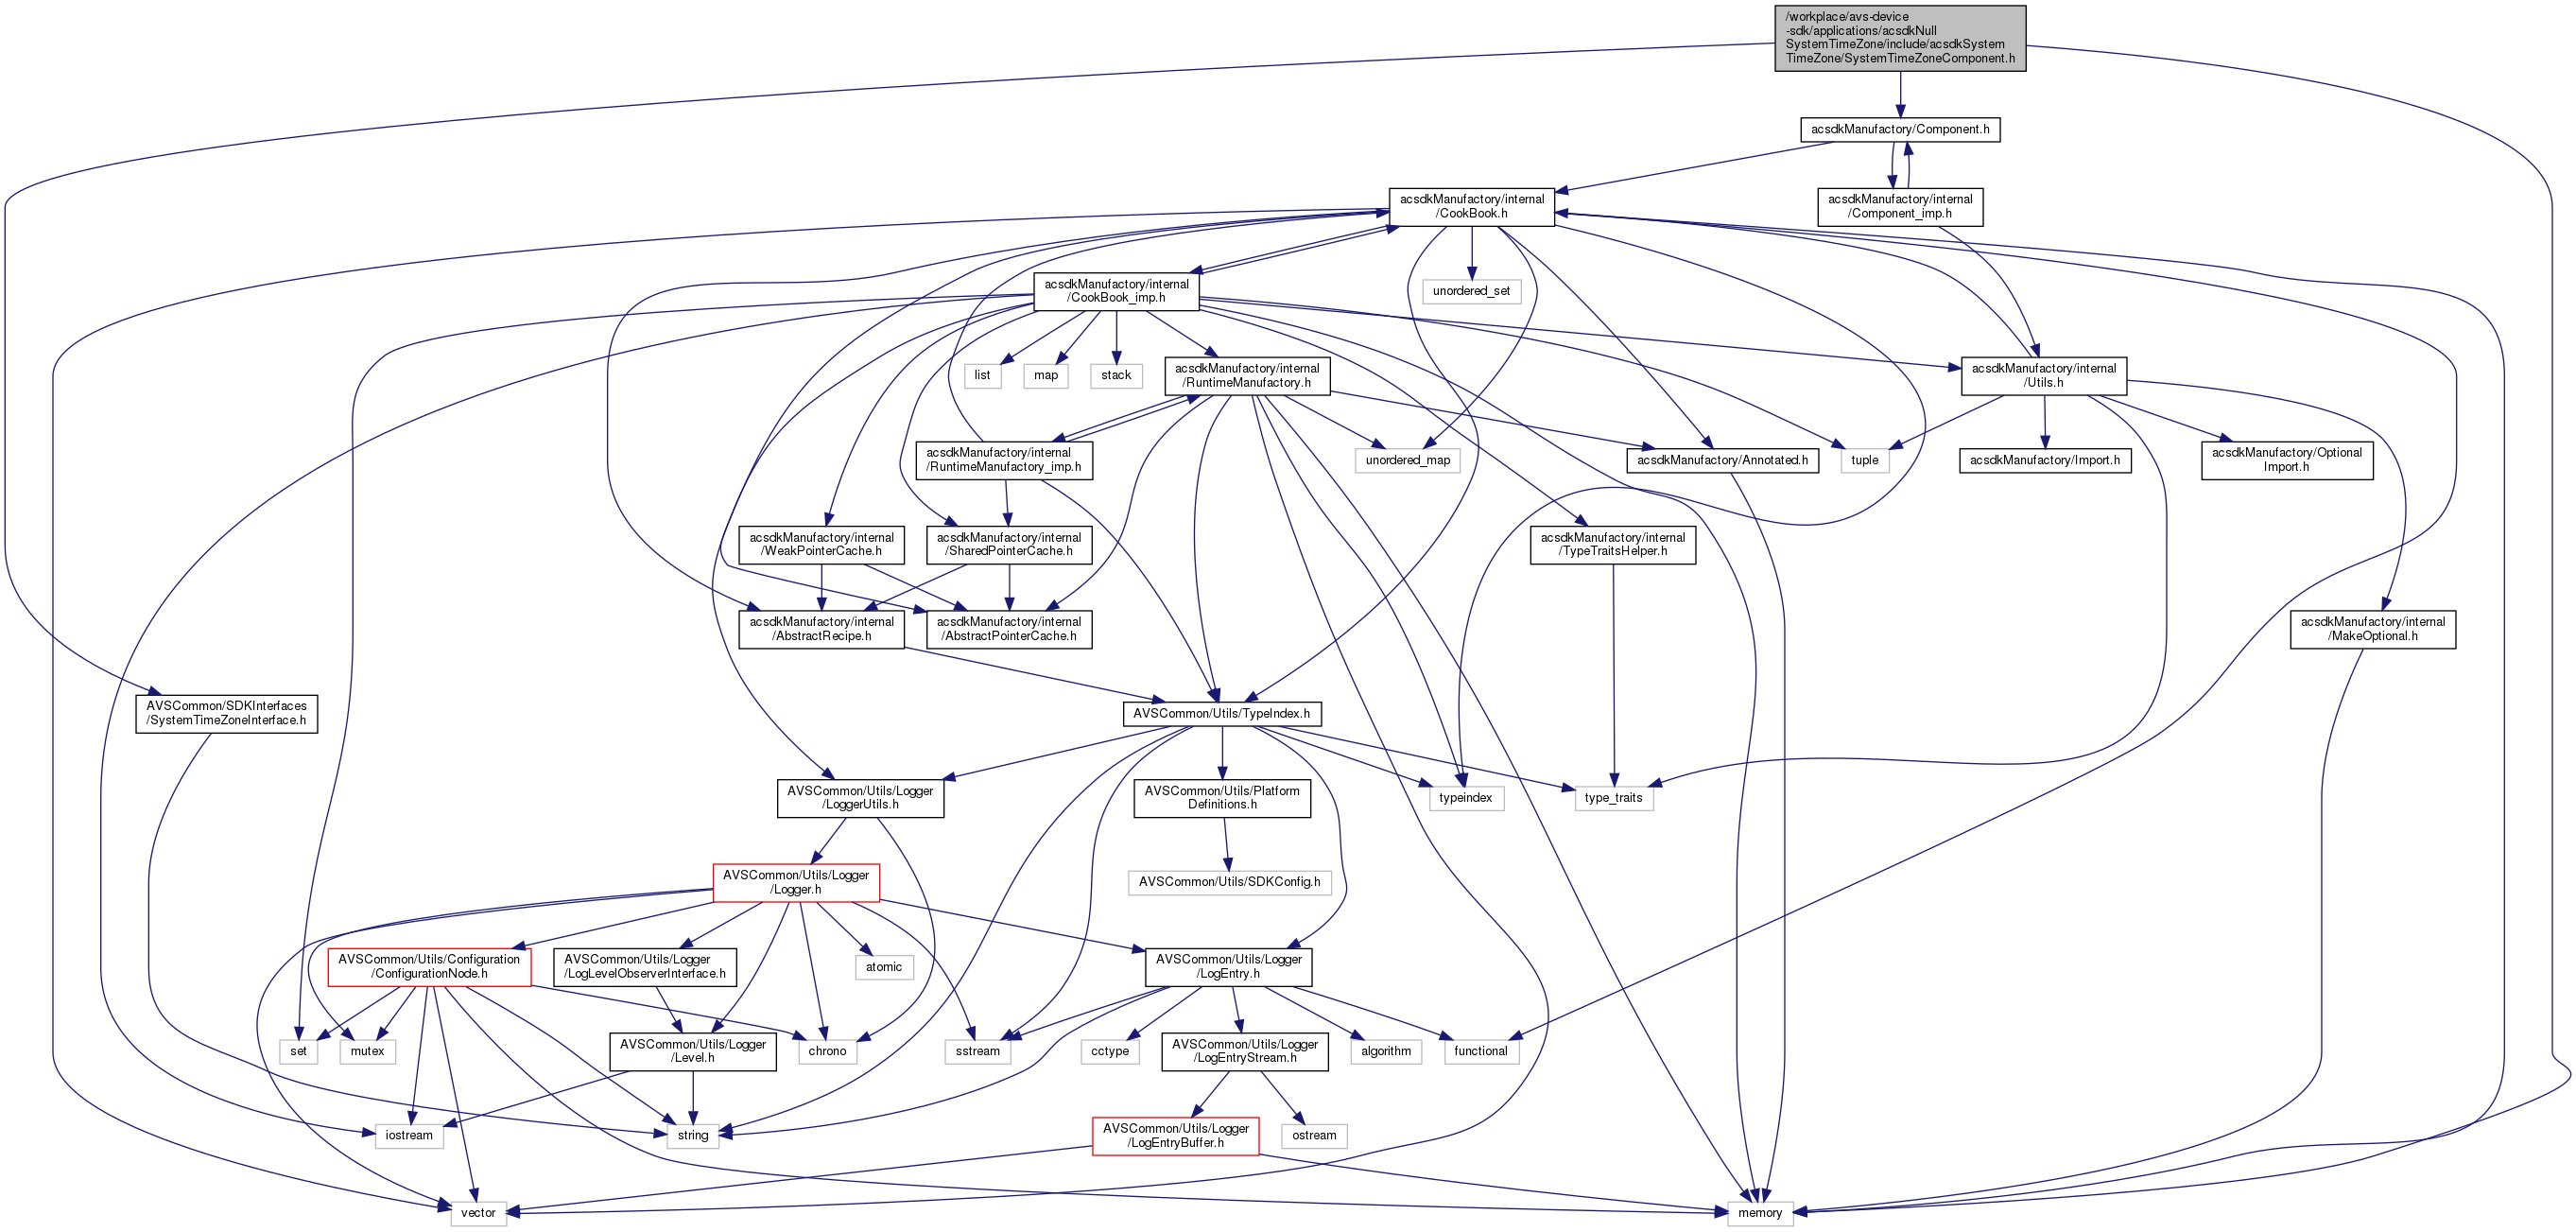 /workplace/avs-device
-sdk/applications/acsdkNull
SystemTimeZone/include/acsdkSystem
TimeZone/SystemTimeZoneComponent.h
acsdkManufactory/Component.h
acsdkManufactory/internal
/CookBook.h
acsdkManufactory/internal
/Component_imp.h
acsdkManufactory/internal
/CookBook_imp.h
unordered_set
list
map
stack
acsdkManufactory/internal
/RuntimeManufactory.h
acsdkManufactory/internal
/Utils.h
acsdkManufactory/internal
/RuntimeManufactory_imp.h
unordered_map
acsdkManufactory/Annotated.h
tuple
acsdkManufactory/Import.h
acsdkManufactory/Optional
Import.h
acsdkManufactory/internal
/WeakPointerCache.h
acsdkManufactory/internal
/SharedPointerCache.h
acsdkManufactory/internal
/TypeTraitsHelper.h
acsdkManufactory/internal
/AbstractRecipe.h
acsdkManufactory/internal
/AbstractPointerCache.h
acsdkManufactory/internal
/MakeOptional.h
AVSCommon/SDKInterfaces
/SystemTimeZoneInterface.h
AVSCommon/Utils/TypeIndex.h
AVSCommon/Utils/Logger
/LoggerUtils.h
AVSCommon/Utils/Platform
Definitions.h
typeindex
type_traits
AVSCommon/Utils/Logger
/Logger.h
AVSCommon/Utils/SDKConfig.h
AVSCommon/Utils/Configuration
/ConfigurationNode.h
AVSCommon/Utils/Logger
/LogLevelObserverInterface.h
atomic
AVSCommon/Utils/Logger
/LogEntry.h
set
mutex
AVSCommon/Utils/Logger
/Level.h
chrono
sstream
cctype
AVSCommon/Utils/Logger
/LogEntryStream.h
algorithm
functional
iostream
string
AVSCommon/Utils/Logger
/LogEntryBuffer.h
ostream
vector
memory